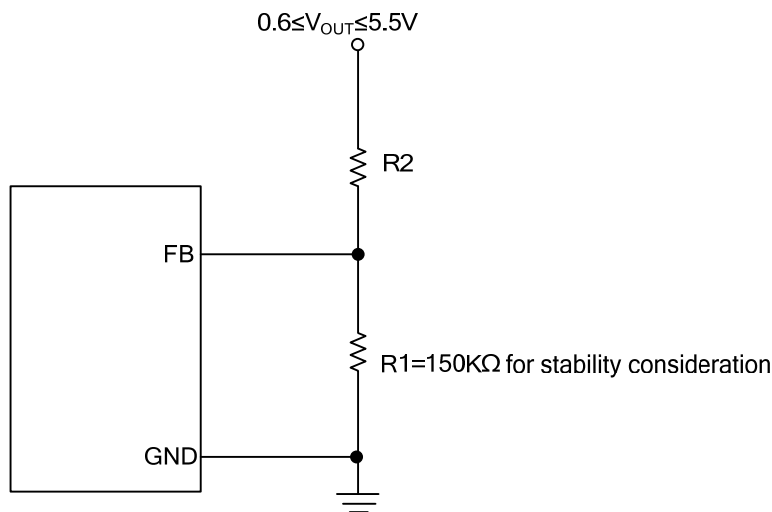 0.6≤VOUT≤5.5V
R2
FB
R1=150KΩ for stability consideration
GND